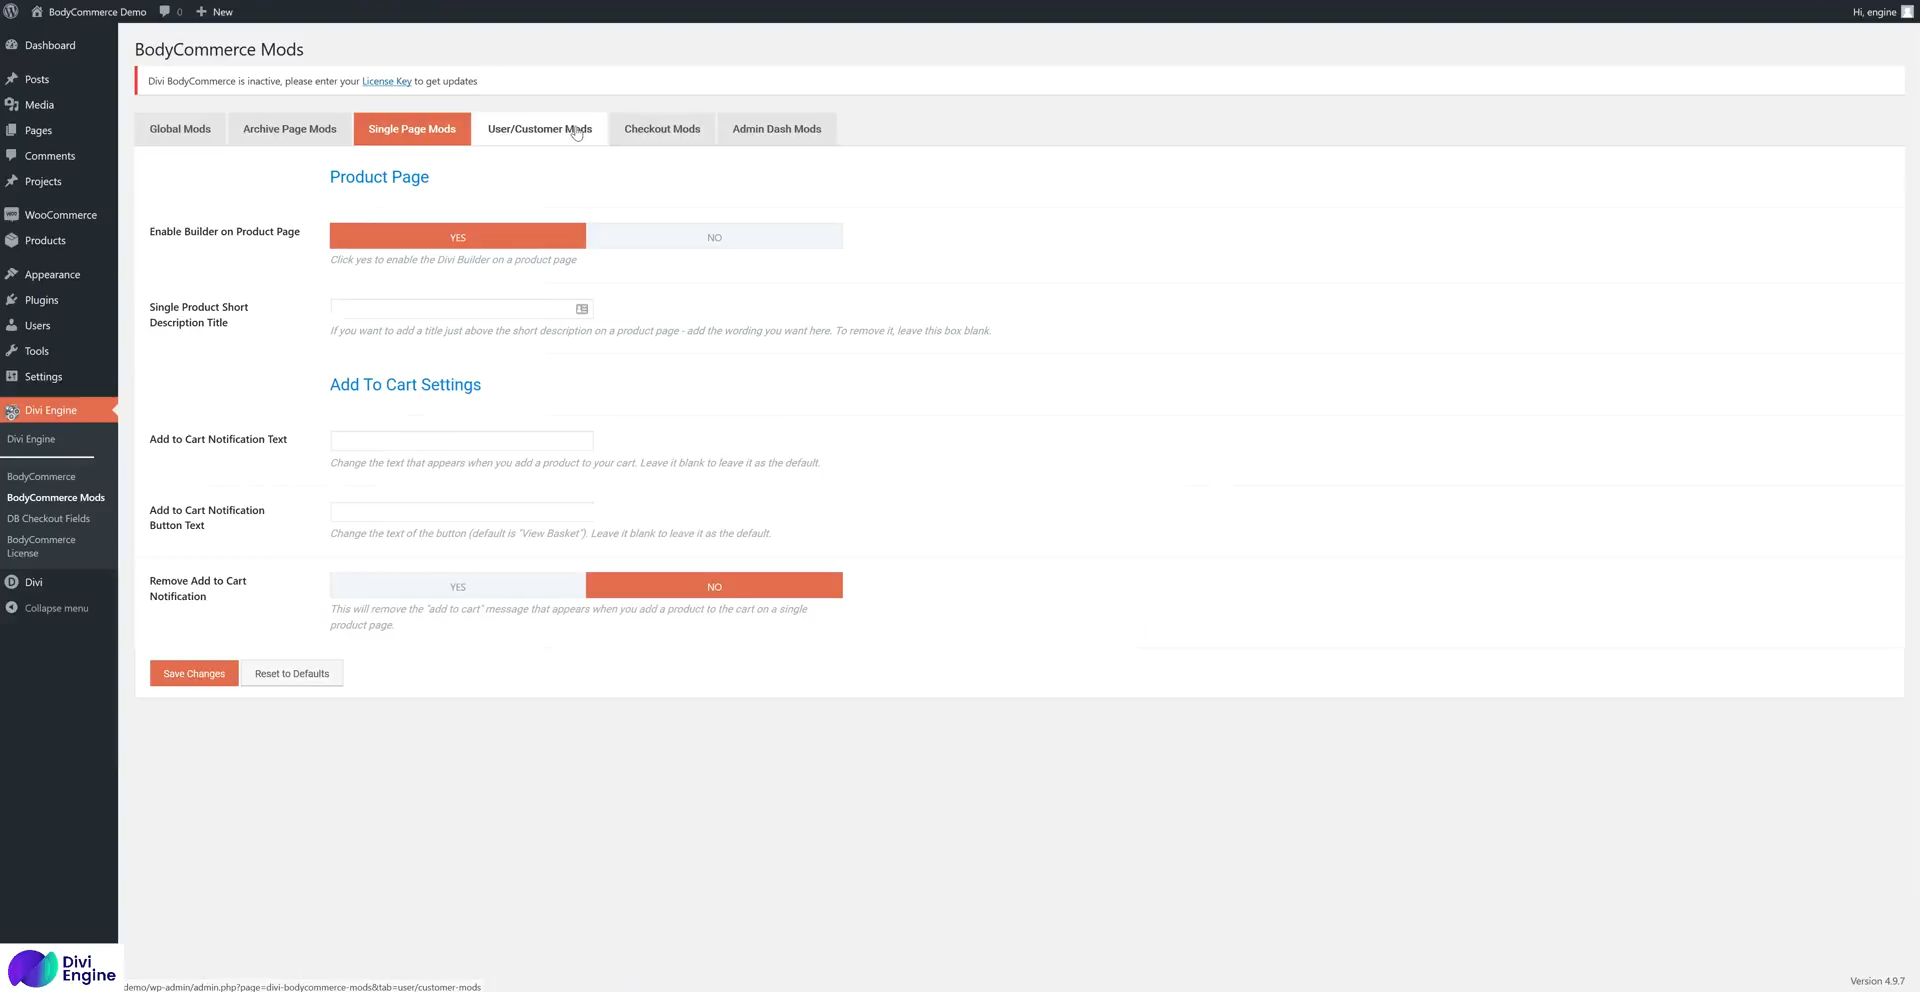 BodyCommerce Demo 0 New Hi, engine
Dashboard
Posts
Media
Pages
Comments
Projects
WooCommerce
Products
Appearance
Plugins
Users
Tools
Settings
Divi Engine
Divi Engine
BodyCommerce
BodyCommerce Mods
DB Checkout Fields
BodyCommerce
License
Divi
Collapse menu
BodyCommerce Mods
Divi BodyCommerce is inactive, please enter your License Key to get updates
Global Mods Archive Page Mods Single Page Mods User/Customer Mods Checkout Mods Admin Dash Mods
Product Page
Enable Builder on Product Page
YES NO
Click yes to enable the Divi Builder on a product page
Single Product Short
Description Title
If you want to add a title just above the short description on a product page - add the wording you want here. To remove it, leave this box blank.
Add To Cart Settings
Add to Cart Notification Text
Change the text that appears when you add a product to your cart. Leave it blank to leave it as the default.
Add to Cart Notification
Button Text
Change the text of the button (default is "View Basket"). Leave it blank to leave it as the default.
Remove Add to Cart
Notification
YES NO
This will remove the "add to cart" message that appears when you add a product to the cart on a single
product page.
Save Changes Reset to Defaults
Divi
Engine
demo/wp-admin/admin.php?page=divi-bodycommerce-mods&tab=user/customer-mods
Version 4.9.7